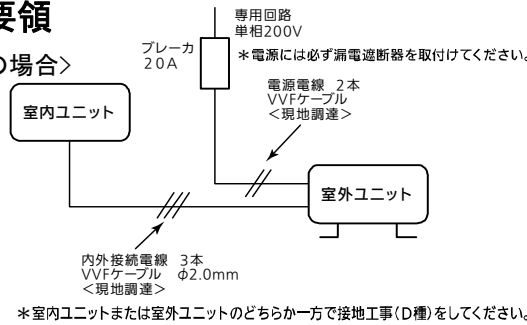 要領
の場合>
専用回路
単相200V
ブレーカ
20A
＊電源には必ず漏電遮断器を取付けてください。
電源電線 2本
VVFケーブル
<現地調達>
室内ユニット
室外ユニット
内外接続電線 3本
VVFケーブル φ2.0mm
<現地調達>
＊室内ユニットまたは室外ユニットのどちらか一方で接地工事(D種)をしてください。